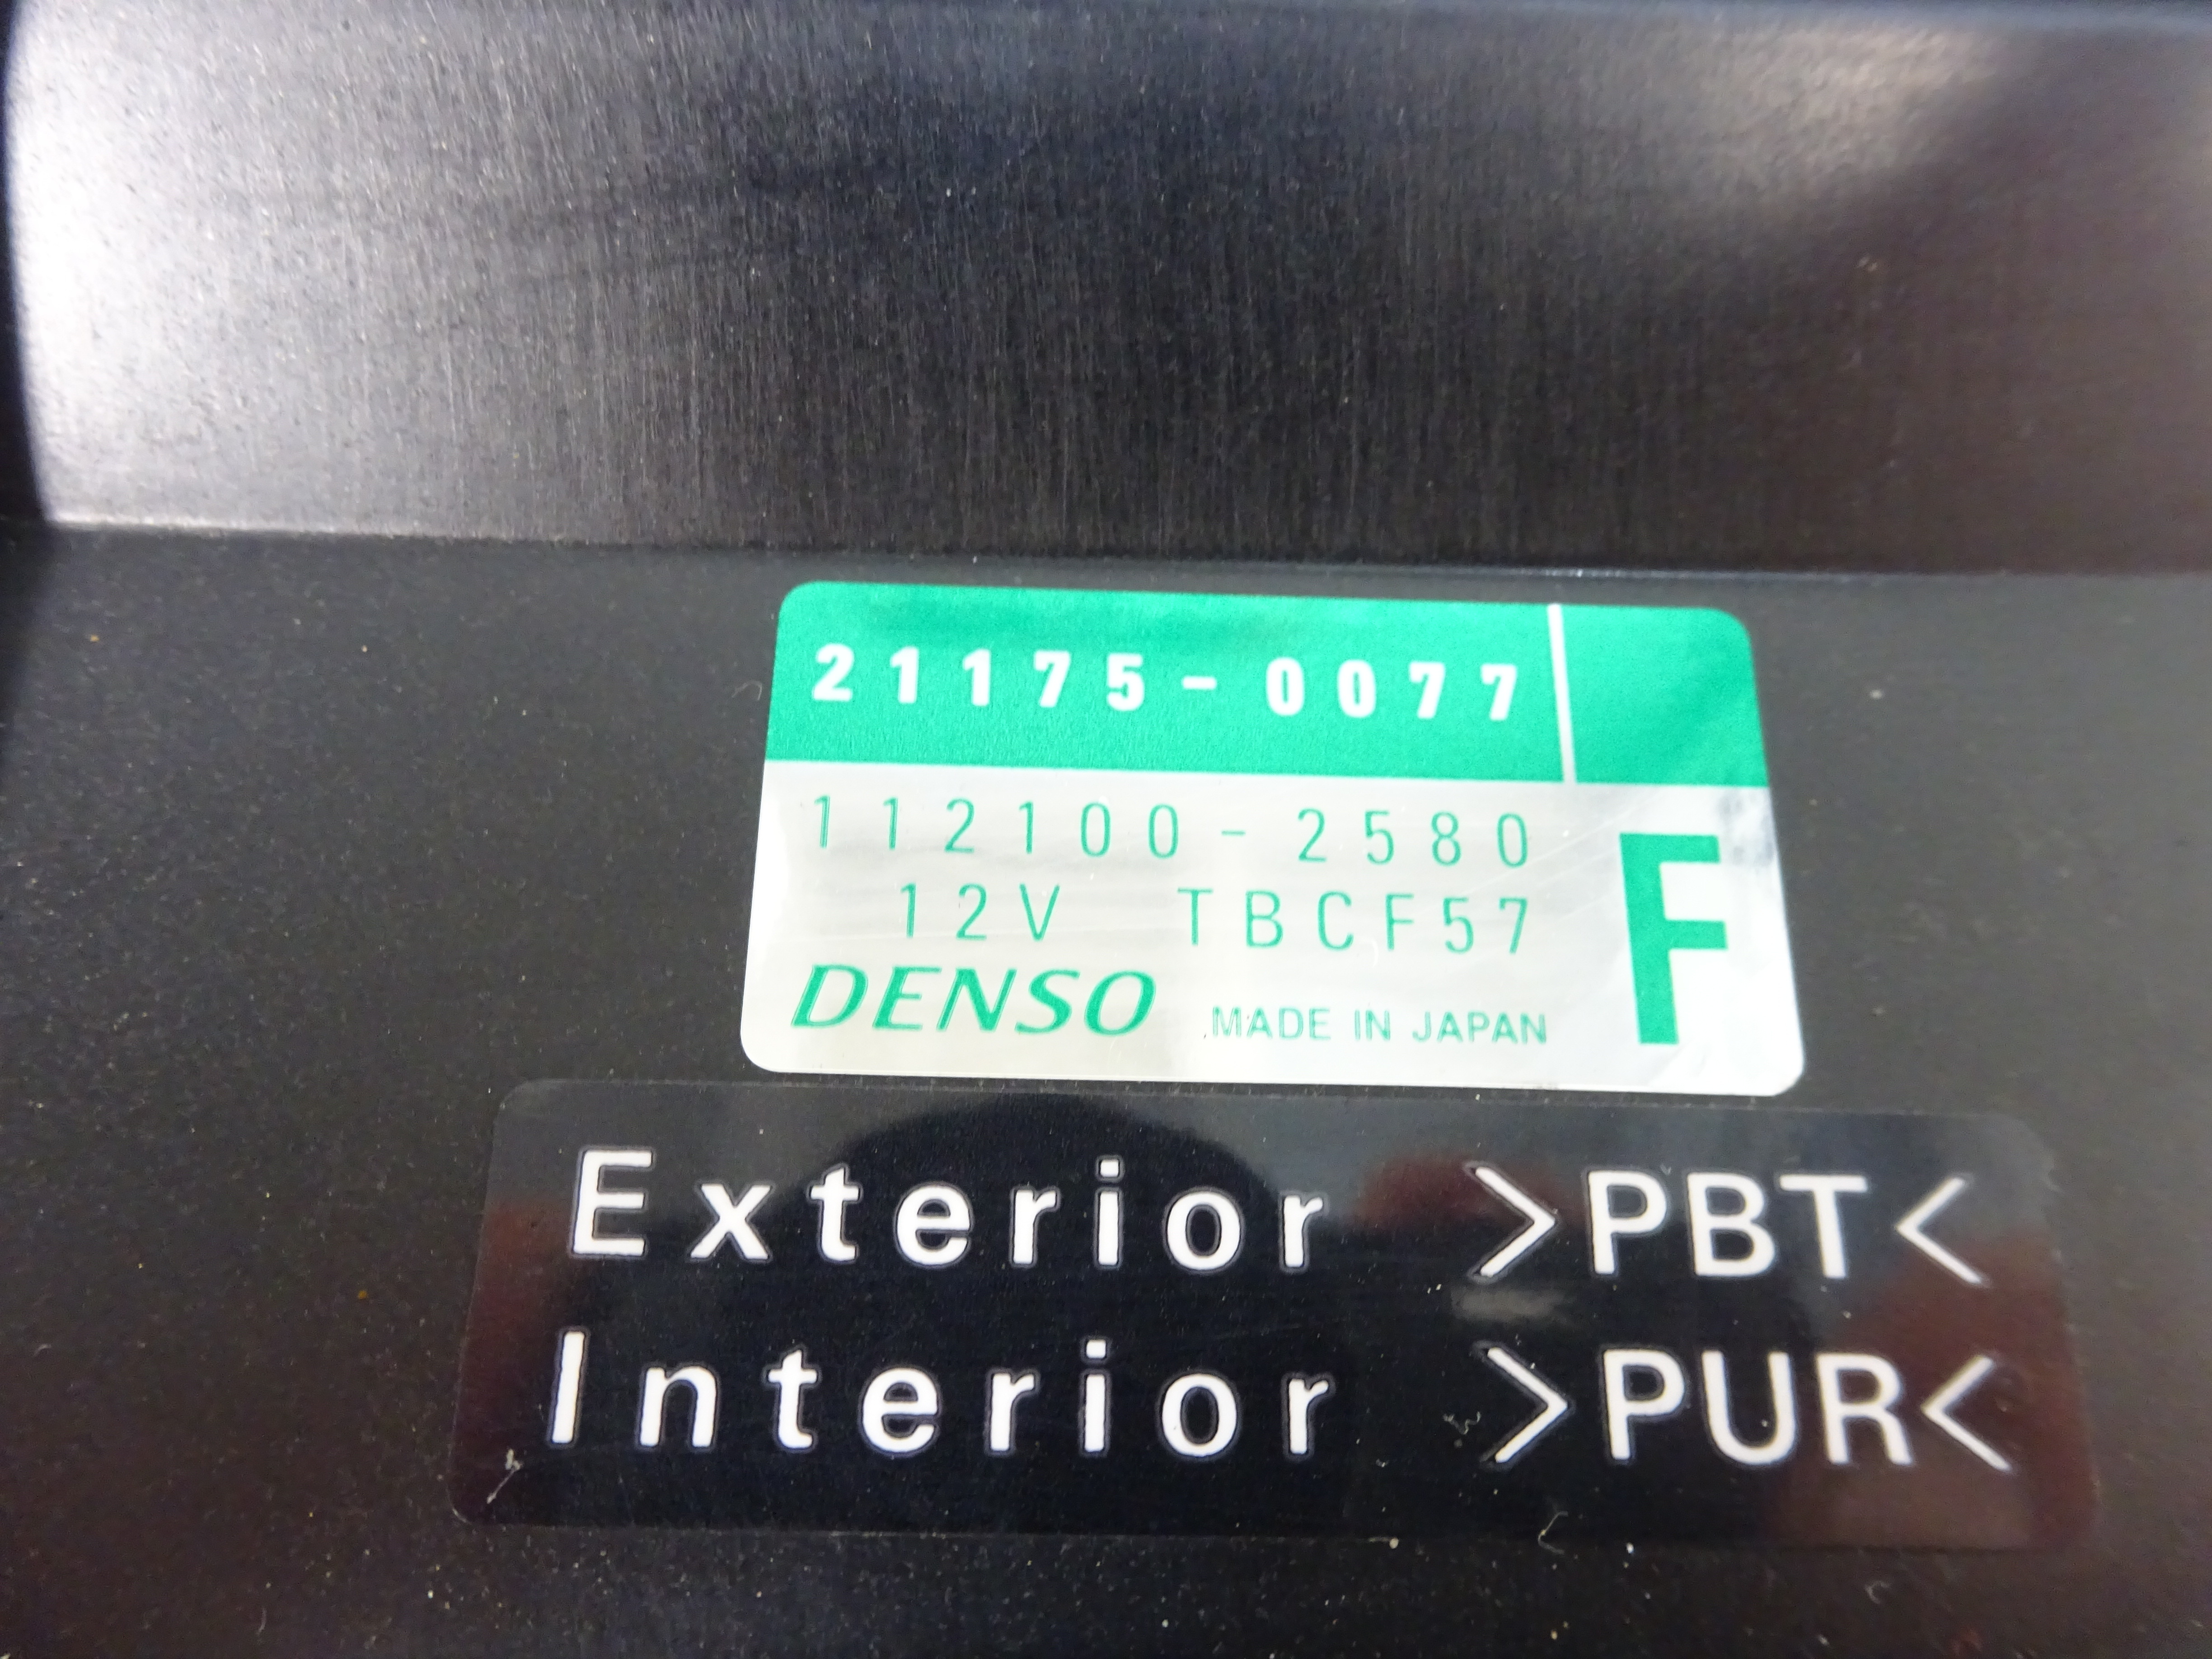 21175-0077
112100-2580
12V TBCF57
F
DENSO MADE IN JAPAN
Exterior >PBT<
Interior >PUR<